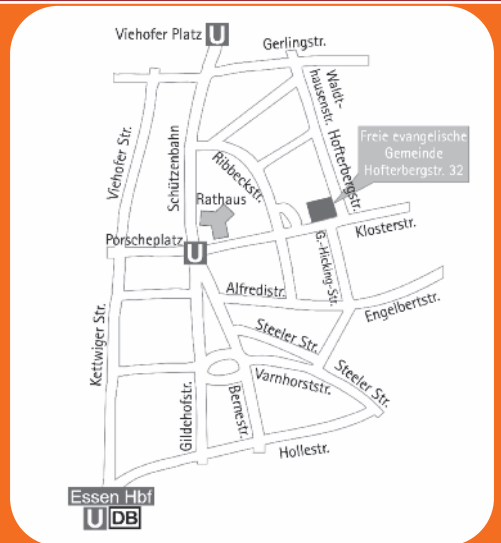 Viehofer Platz U
Gerlingstr.
Waldt-
hausenstr.
Hofterbergstr.
Viehofer Str.
Schützenbahn
Ribbeckstr.
Freie evangelische
Gemeinde
Hofterbergstr. 32
Rathaus
Porscheplatz U
Klosterstr.
G.-Hicking-Str.
Alfredistr.
Engelbertstr.
Kettwiger Str.
Steeler Str.
Steeler Str.
Varnhorststr.
Gildehofstr.
Bernestr.
Hollestr.
Essen Hbf
U DB